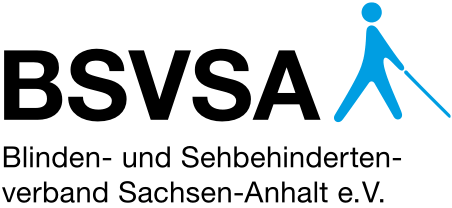 BSVSA
Blinden- und Sehbehinderten-
verband Sachsen-Anhalt e.V.